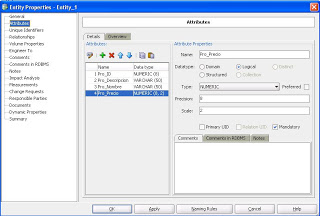 Entity Properties - Entity_1
General
Attributes
Unique Identifiers
Relationships
Volume Properties
Engineer To
Comments
Comments in RDBMS
Notes
Impact Analysis
Measurements
Change Requests
Responsible Parties
Documents
Dynamic Properties
Summary
Attributes
Details
Overview
Attributes:
Name
Data type
1 Pro_ID
NUMERIC (8)
2 Pro_Descripcion
VARCHAR (50)
3 Pro_Nombre
VARCHAR (50)
4 Pro_Precio
NUMERIC (8, 2)
Attribute Properties
Name:
Pro_Precio
Datatype:
Domain
Logical
Distinct
Structured
Collection
Type:
NUMERIC
Preferred
Precision:
8
Scale:
2
Primary UID
Relation UID
Mandatory
Comments
Comments in RDBMS
Notes
OK
Apply
Naming Rules
Cancel
Help